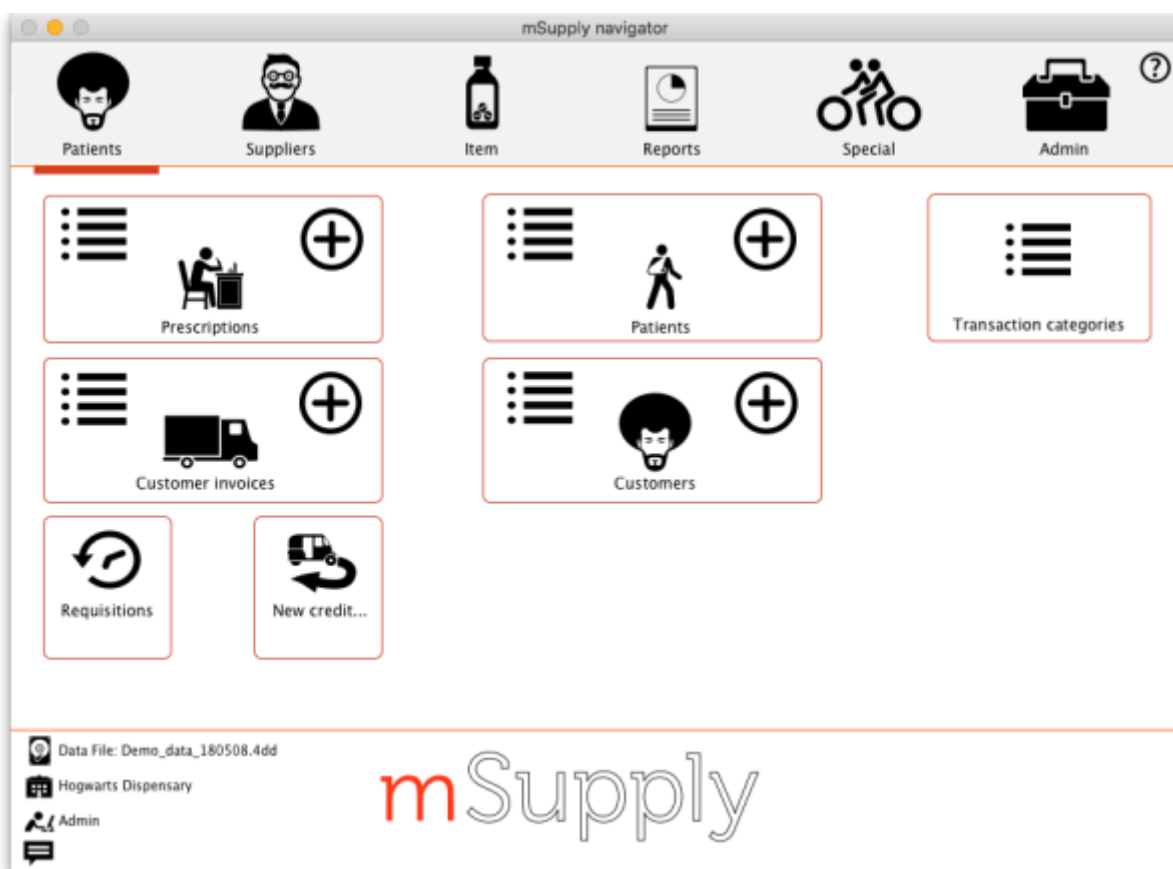 mSupply navigator
?
Patients Suppliers Item Reports Special Admin
Prescriptions Patients Transaction categories
Customer invoices Customers
Requisitions New credit...
Data File: Demo_data_180508.4dd
Hogwarts Dispensary
Admin
mSupply